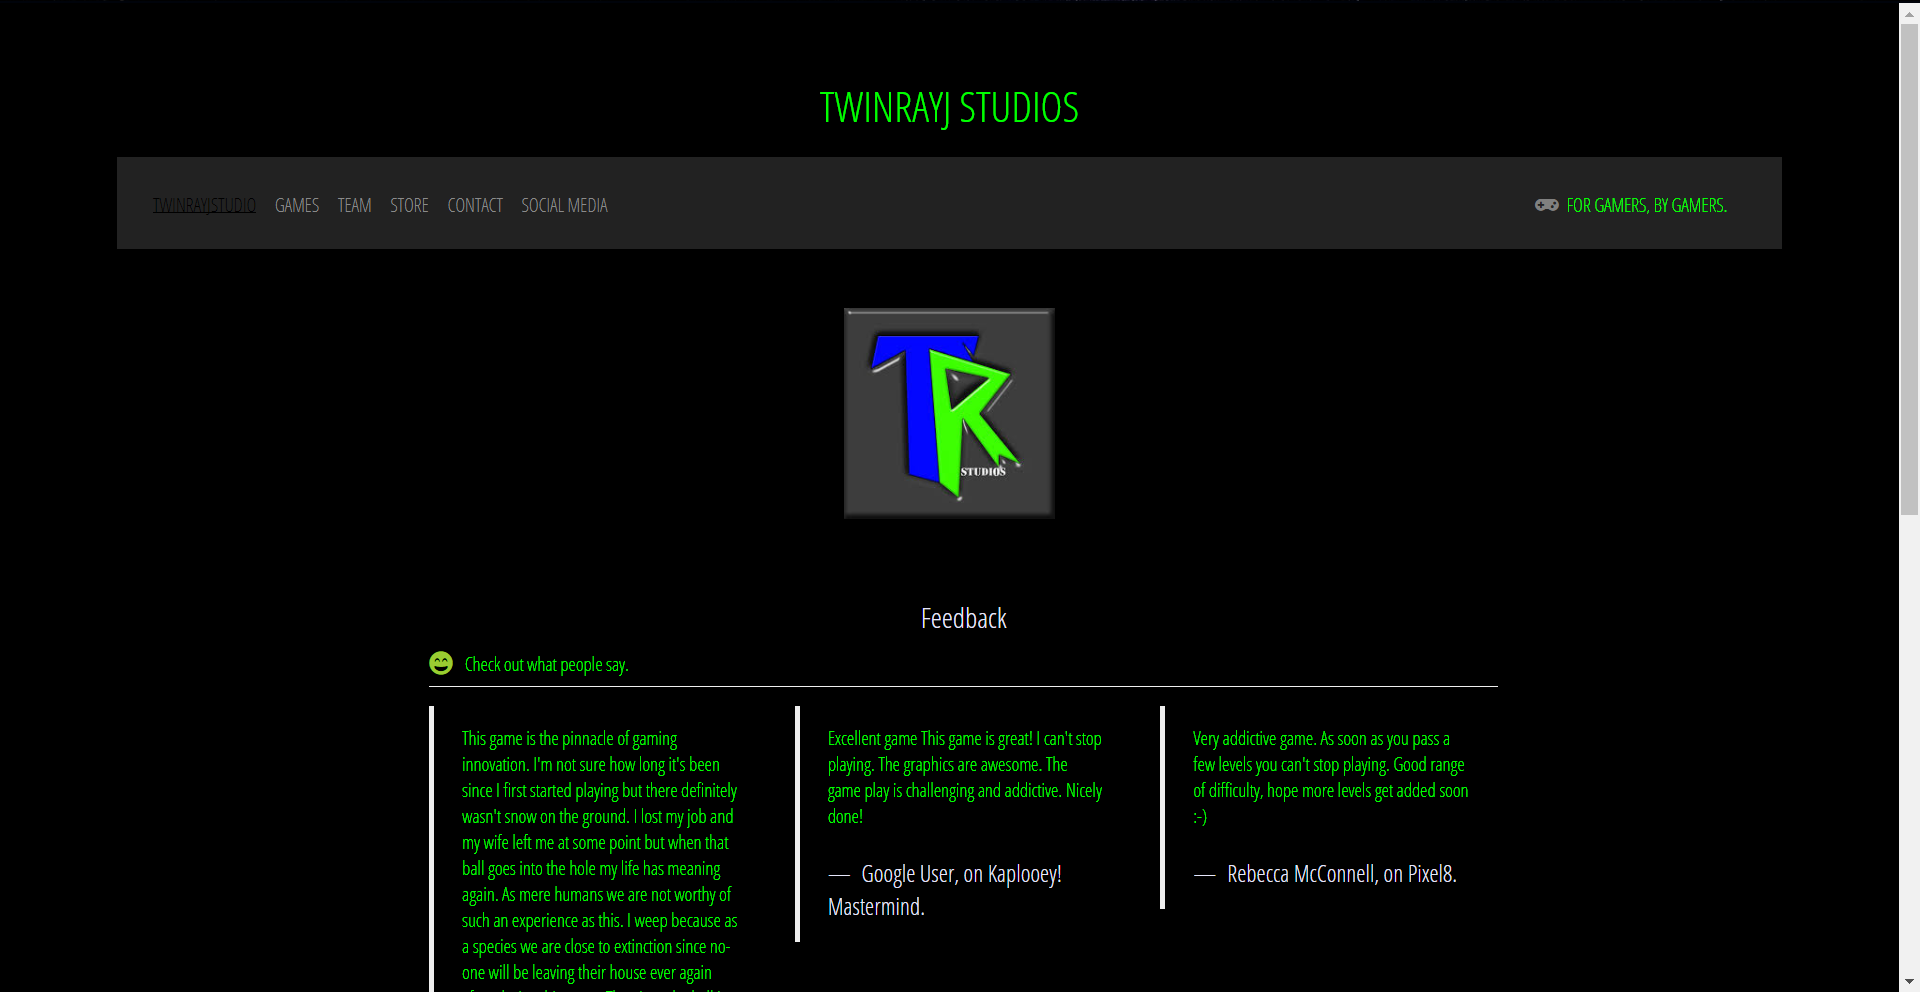 TWINRAYJ STUDIOS
TWINRAYJSTUDIO GAMES TEAM STORE CONTACT SOCIAL MEDIA FOR GAMERS, BY GAMERS.
TR
STUDIOS
Feedback
Check out what people say.
This game is the pinnacle of gaming
innovation. I'm not sure how long it's been
since I first started playing but there definitely
wasn't snow on the ground. I lost my job and
my wife left me at some point but when that
ball goes into the hole my life has meaning
again. As mere humans we are not worthy of
such an experience as this. I weep because as
a species we are close to extinction since no-
one will be leaving their house ever again
Excellent game This game is great! I can't stop
playing. The graphics are awesome. The
game play is challenging and addictive. Nicely
done!
— Google User, on Kaplooey!
Mastermind.
Very addictive game. As soon as you pass a
few levels you can't stop playing. Good range
of difficulty, hope more levels get added soon
:-)
— Rebecca McConnell, on Pixel8.